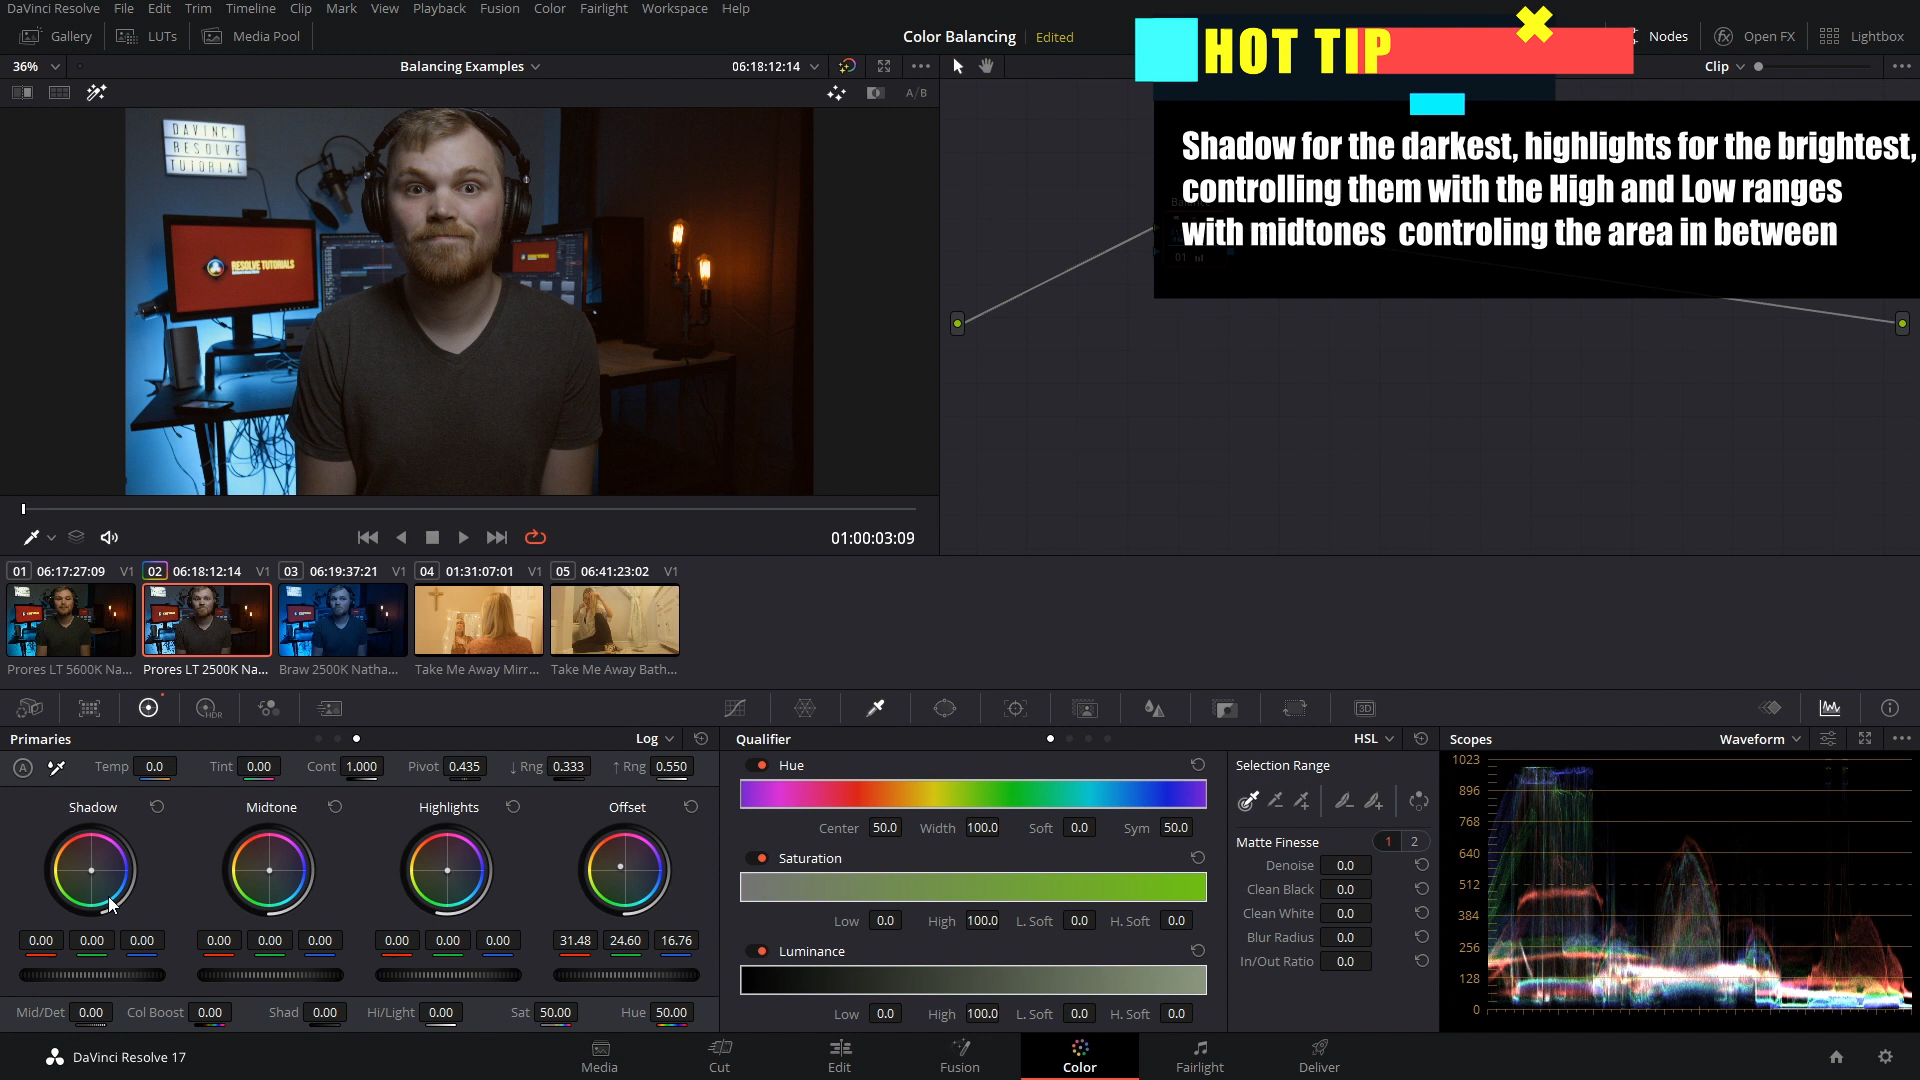 DaVinci Resolve File Edit Trim Timeline Clip Mark View Playback Fusion Color Fairlight Workspace Help
Gallery LUTs Media Pool Color Balancing Edited Nodes Open FX Lightbox
HOT TIP
36% Balancing Examples 06:18:12:14 Clip
A/B
Shadow for the darkest, highlights for the brightest,
controlling them with the High and Low ranges
with midtones controling the area in between
01
DAVINCI
RESOLVE
TUTORIAL
RESOLVE TUTORIALS
01:00:03:09
01 06:17:27:09 V1 02 06:18:12:14 V1 03 06:19:37:21 V1 04 01:31:07:01 V1 05 06:41:23:02 V1
Prores LT 5600K Na... Prores LT 2500K Na... Braw 2500K Natha... Take Me Away Mirr... Take Me Away Bath...
HDR 3D
Primaries Log Qualifier HSL Scopes Waveform
A Temp 0.0 Tint 0.00 Cont 1.000 Pivot 0.435 ↓ Rng 0.333 ↑ Rng 0.550
Shadow Midtone Highlights Offset
0.00 0.00 0.00 0.00 0.00 0.00 0.00 0.00 0.00 31.48 24.60 16.76
Mid/Det 0.00 Col Boost 0.00 Shad 0.00 Hi/Light 0.00 Sat 50.00 Hue 50.00
Hue
Center 50.0 Width 100.0 Soft 0.0 Sym 50.0
Saturation
Low 0.0 High 100.0 L. Soft 0.0 H. Soft 0.0
Luminance
Low 0.0 High 100.0 L. Soft 0.0 H. Soft 0.0
Selection Range
Matte Finesse 1 2
Denoise 0.0
Clean Black 0.0
Clean White 0.0
Blur Radius 0.0
In/Out Ratio 0.0
1023
896
768
640
512
384
256
128
0
DaVinci Resolve 17
Media Cut Edit Fusion Color Fairlight Deliver